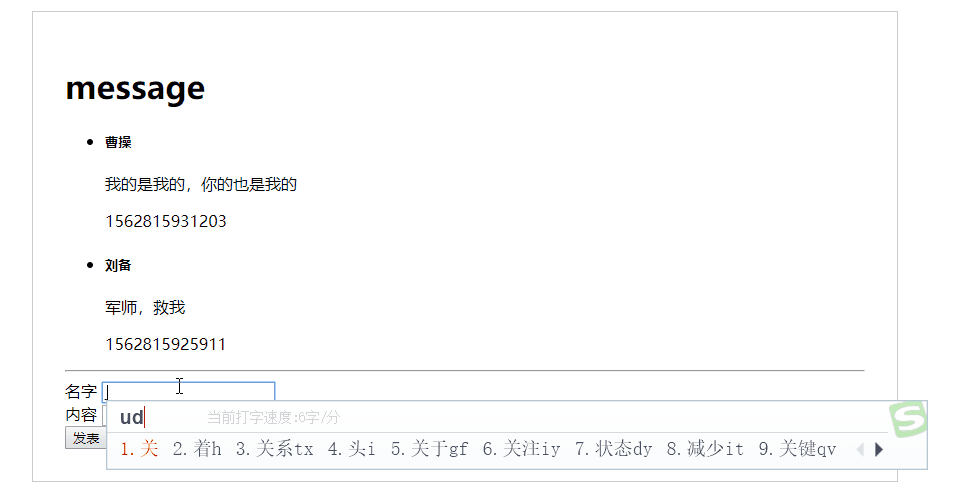 message
曹操
我的是我的，你的也是我的
1562815931203
刘备
军师，救我
1562815925911
名字
内容
ud 当前打字速度:6字/分
发表 1.关 2.着h 3.关系tx 4.头i 5.关于gf 6.关注iy 7.状态dy 8.减少it 9.关键qv